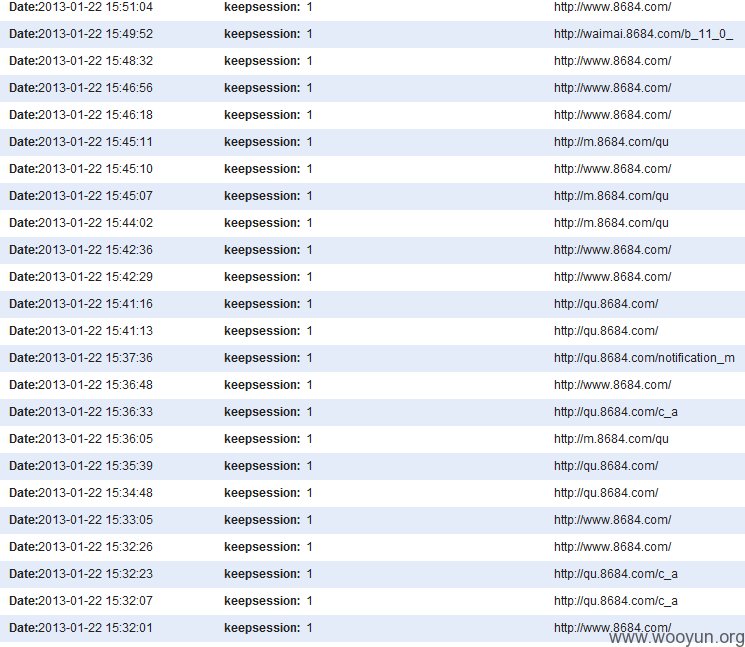 Date:2013-01-22 15:51:04 keepsession: 1 http://www.8684.com/
Date:2013-01-22 15:49:52 keepsession: 1 http://waimai.8684.com/b_11_0_
Date:2013-01-22 15:48:32 keepsession: 1 http://www.8684.com/
Date:2013-01-22 15:46:56 keepsession: 1 http://www.8684.com/
Date:2013-01-22 15:46:18 keepsession: 1 http://www.8684.com/
Date:2013-01-22 15:45:11 keepsession: 1 http://m.8684.com/qu
Date:2013-01-22 15:45:10 keepsession: 1 http://www.8684.com/
Date:2013-01-22 15:45:07 keepsession: 1 http://m.8684.com/qu
Date:2013-01-22 15:44:02 keepsession: 1 http://m.8684.com/qu
Date:2013-01-22 15:42:36 keepsession: 1 http://www.8684.com/
Date:2013-01-22 15:42:29 keepsession: 1 http://www.8684.com/
Date:2013-01-22 15:41:16 keepsession: 1 http://qu.8684.com/
Date:2013-01-22 15:41:13 keepsession: 1 http://qu.8684.com/
Date:2013-01-22 15:37:36 keepsession: 1 http://qu.8684.com/notification_m
Date:2013-01-22 15:36:48 keepsession: 1 http://www.8684.com/
Date:2013-01-22 15:36:33 keepsession: 1 http://qu.8684.com/c_a
Date:2013-01-22 15:36:05 keepsession: 1 http://m.8684.com/qu
Date:2013-01-22 15:35:39 keepsession: 1 http://qu.8684.com/
Date:2013-01-22 15:34:48 keepsession: 1 http://qu.8684.com/
Date:2013-01-22 15:33:05 keepsession: 1 http://www.8684.com/
Date:2013-01-22 15:32:26 keepsession: 1 http://www.8684.com/
Date:2013-01-22 15:32:23 keepsession: 1 http://qu.8684.com/c_a
Date:2013-01-22 15:32:07 keepsession: 1 http://qu.8684.com/c_a
Date:2013-01-22 15:32:01 keepsession: 1 http://www.8684.com/
www.wooyun.org